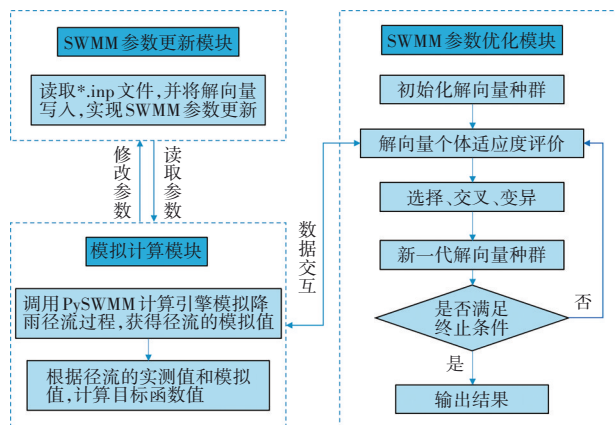 SWMM参数更新模块
读取*.inp文件,并将解向量
写入,实现SWMM参数更新
修改参数
读取参数
模拟计算模块
调用PySWMM计算引擎模拟降
雨径流过程,获得径流的模拟值
根据径流的实测值和模拟
值,计算目标函数值
数据交互
SWMM参数优化模块
初始化解向量种群
解向量个体适应度评价
选择、交叉、变异
新一代解向量种群
是否满足
终止条件
否
是
输出结果